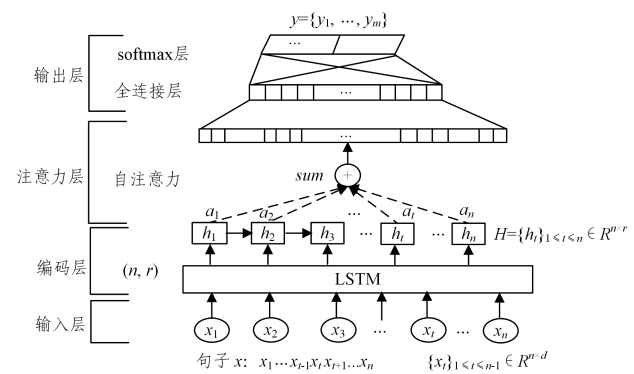 y={y₁, ⋯, yₘ}
softmax层
⋯
输出层
全连接层
⋯
⋯
注意力层
自注意力
sum
+
a₁ a₂ ⋯ aₜ aₙ
h₁ h₂ h₃ ⋯ hₜ ⋯ hₙ H={hₜ}₁≤ₜ≤ₙ∈Rⁿˣʳ
编码层
(n, r)
LSTM
输入层
x₁ x₂ x₃ ⋯ xₜ ⋯ xₙ
句子 x: x₁⋯xₜ₋₁xₜxₜ₊₁…xₙ {xₜ}₁≤ₜ≤ₙ₋₁∈Rⁿˣᵈ